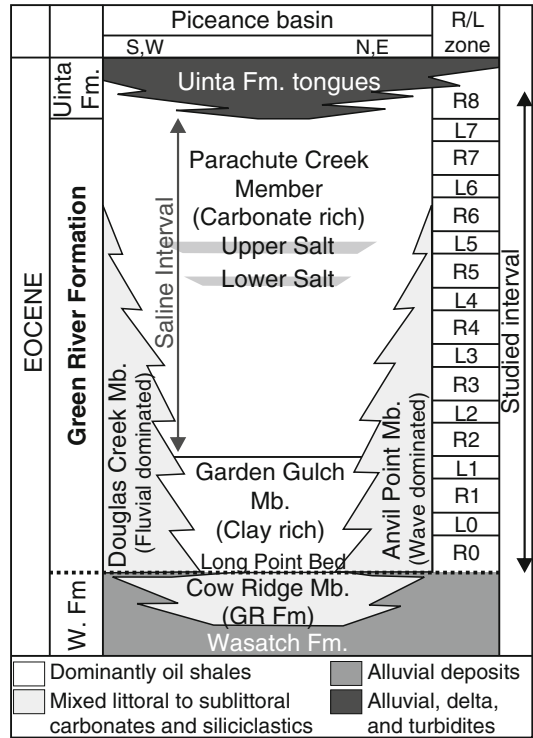 Piceance basin
S,W
N,E
R/L
zone
EOCENE
Uinta
Fm.
Green River Formation
W. Fm
Uinta Fm. tongues
Saline Interval
Parachute Creek
Member
(Carbonate rich)
Upper Salt
Lower Salt
Douglas Creek Mb.
(Fluvial dominated)
Anvil Point Mb.
(Wave dominated)
Garden Gulch
Mb.
(Clay rich)
Long Point Bed
Cow Ridge Mb.
(GR Fm)
Wasatch Fm.
R8
L7
R7
L6
R6
L5
R5
L4
R4
L3
R3
L2
R2
L1
R1
L0
R0
Studied interval
Dominantly oil shales
Mixed littoral to sublittoral
carbonates and siliciclastics
Alluvial deposits
Alluvial, delta,
and turbidites